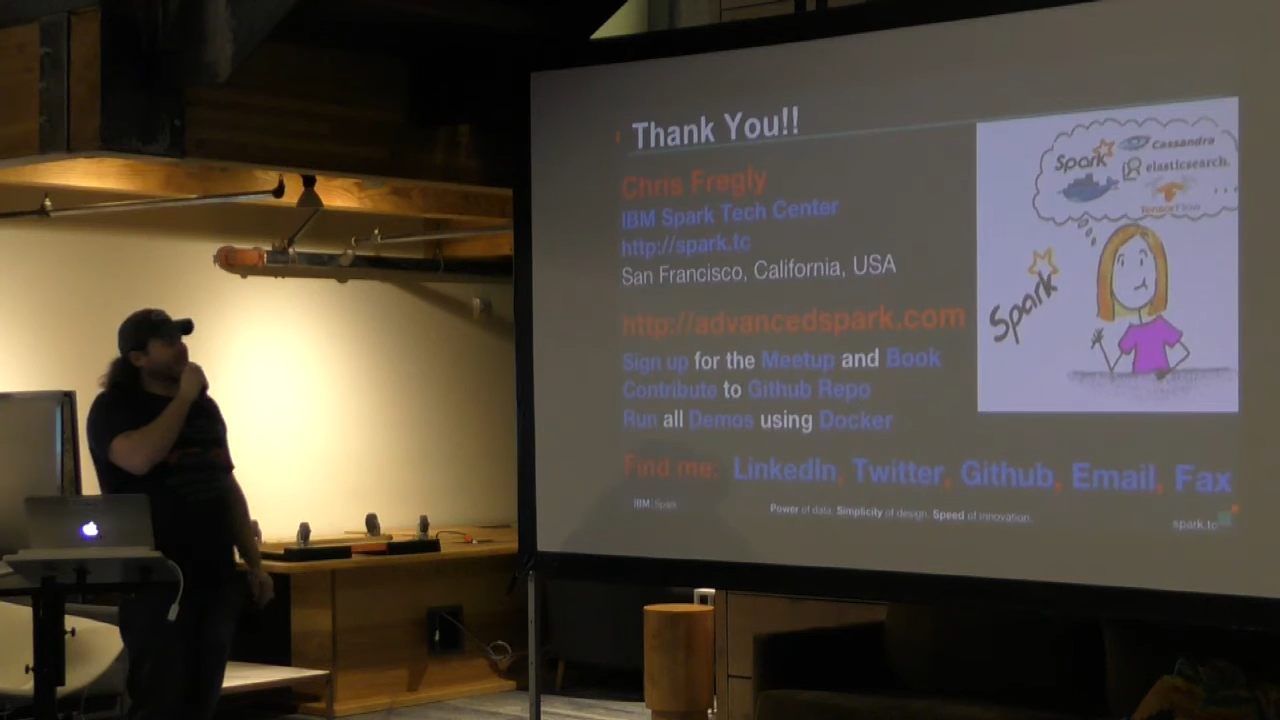 Thank You!!
Chris Fregly
IBM Spark Tech Center
http://spark.tc
San Francisco, California, USA
http://advancedspark.com
Sign up for the Meetup and Book
Contribute to Github Repo
Run all Demos using Docker
Find me: LinkedIn, Twitter, Github, Email, Fax
IBM Spark
Power of data. Simplicity of design. Speed of innovation.
spark.tc
Spark
Cassandra
elasticsearch.
TensorFlow
...
Spark